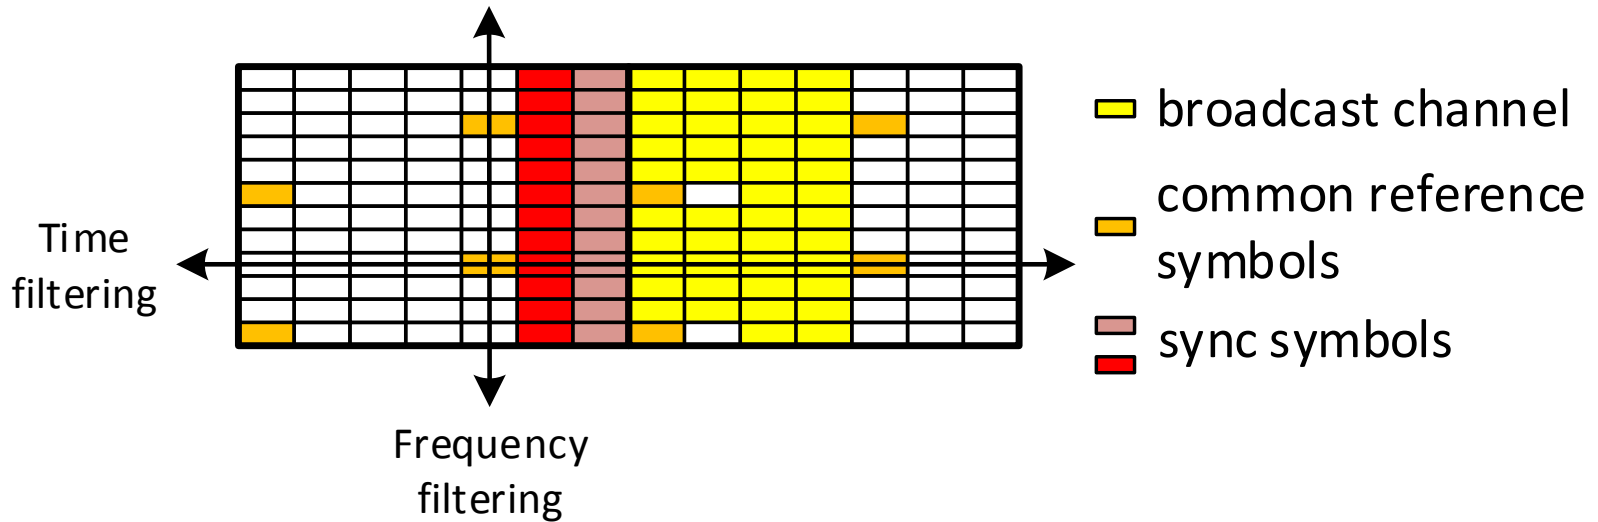 Time
filtering
Frequency
filtering
broadcast channel
common reference
symbols
sync symbols